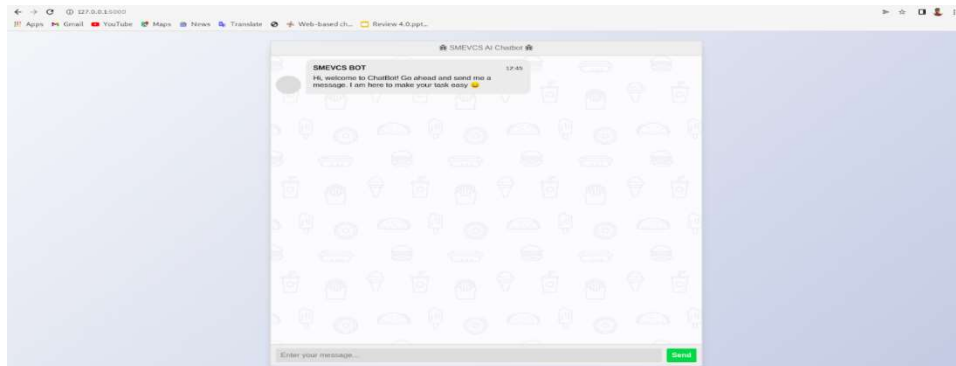 127.0.0.1:5000
Apps Gmail YouTube Maps News Translate Web-based ch... Review 4.0.ppt...
SMEVCS AI Chatbot
SMEVCS BOT 12:45
Hi, welcome to ChatBot! Go ahead and send me a
message. I am here to make your task easy 😄
Enter your message...
Send